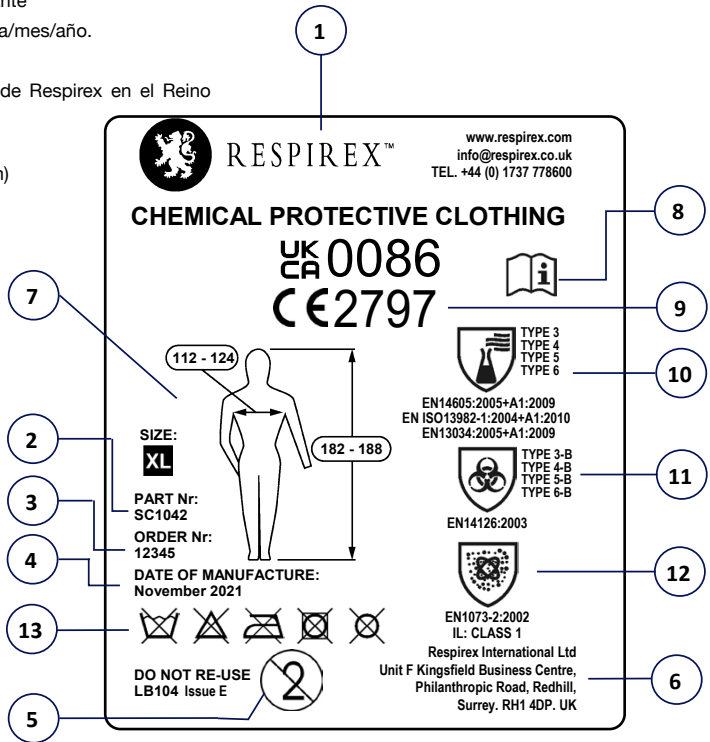 ante
a/mes/año.
de Respirex en el Reino
n)
1
RESPIREX™
www.respirex.com
info@respirex.co.uk
TEL. +44 (0) 1737 778600
CHEMICAL PROTECTIVE CLOTHING
8
UK
CA 0086
CE 2797
9
7
112 - 124
TYPE 3
TYPE 4
TYPE 5
TYPE 6
10
EN14605:2005+A1:2009
EN ISO13982-1:2004+A1:2010
EN13034:2005+A1:2009
2
SIZE:
XL
182 - 188
TYPE 3-B
TYPE 4-B
TYPE 5-B
TYPE 6-B
11
EN14126:2003
PART Nr:
SC1042
3
ORDER Nr:
12345
4
DATE OF MANUFACTURE:
November 2021
12
EN1073-2:2002
IL: CLASS 1
13
DO NOT RE-USE
LB104 Issue E
2
5
Respirex International Ltd
Unit F Kingsfield Business Centre,
Philanthropic Road, Redhill,
Surrey. RH1 4DP. UK
6